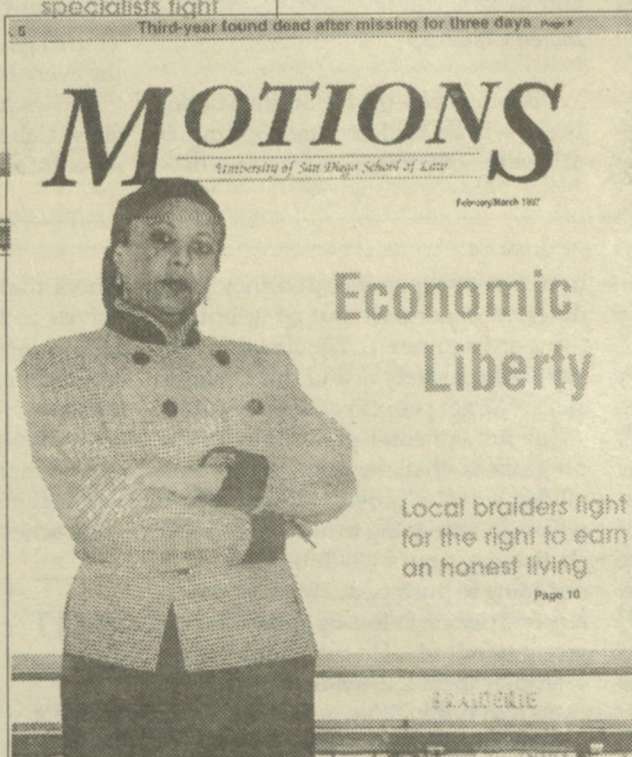 specialists fight
5 Third-year found dead after missing for three days Page
MOTIONS
University of San Diego School of Law
February/March 1997
Economic
Liberty
Local braiders fight
for the right to earn
an honest living
Page 10